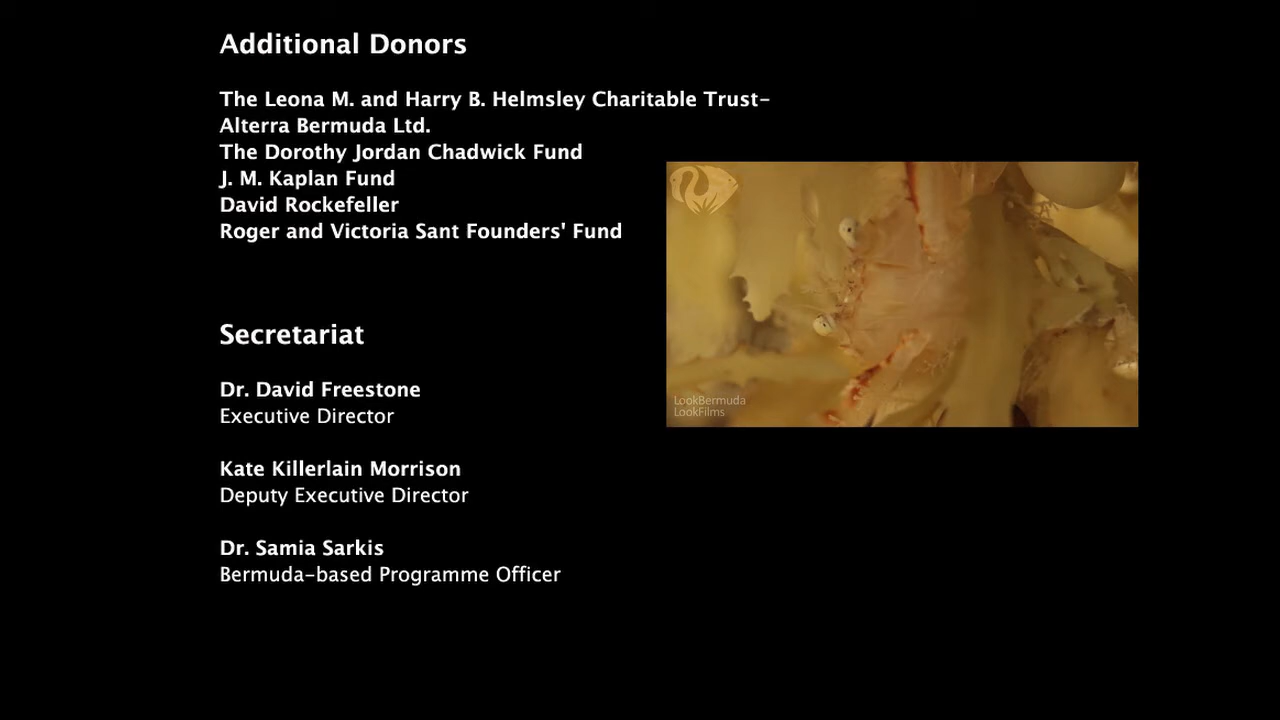 Additional Donors
The Leona M. and Harry B. Helmsley Charitable Trust-
Alterra Bermuda Ltd.
The Dorothy Jordan Chadwick Fund
J. M. Kaplan Fund
David Rockefeller
Roger and Victoria Sant Founders' Fund
Secretariat
Dr. David Freestone
Executive Director
Kate Killerlain Morrison
Deputy Executive Director
Dr. Samia Sarkis
Bermuda-based Programme Officer
LookBermuda
LookFilms